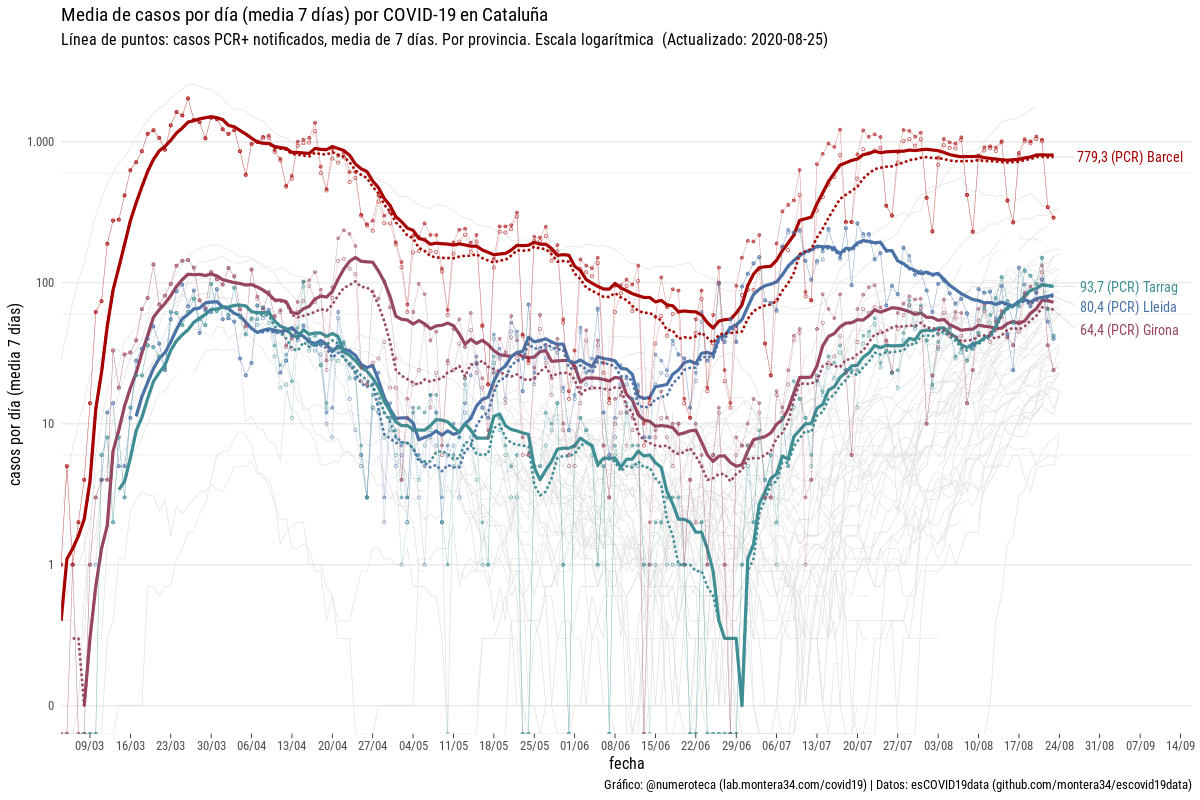 Media de casos por día (media 7 días) por COVID-19 en Cataluña
Línea de puntos: casos PCR+ notificados, media de 7 días. Por provincia. Escala logarítmica (Actualizado: 2020-08-25)
casos por día (media 7 días)
1.000
100
10
1
0
779,3 (PCR) Barcel
93,7 (PCR) Tarrag
80,4 (PCR) Lleida
64,4 (PCR) Girona
09/03 16/03 23/03 30/03 06/04 13/04 20/04 27/04 04/05 11/05 18/05 25/05 01/06 08/06 15/06 22/06 29/06 06/07 13/07 20/07 27/07 03/08 10/08 17/08 24/08 31/08 07/09 14/09
fecha
Gráfico: @numeroteca (lab.montera34.com/covid19) | Datos: esCOVID19data (github.com/montera34/escovid19data)